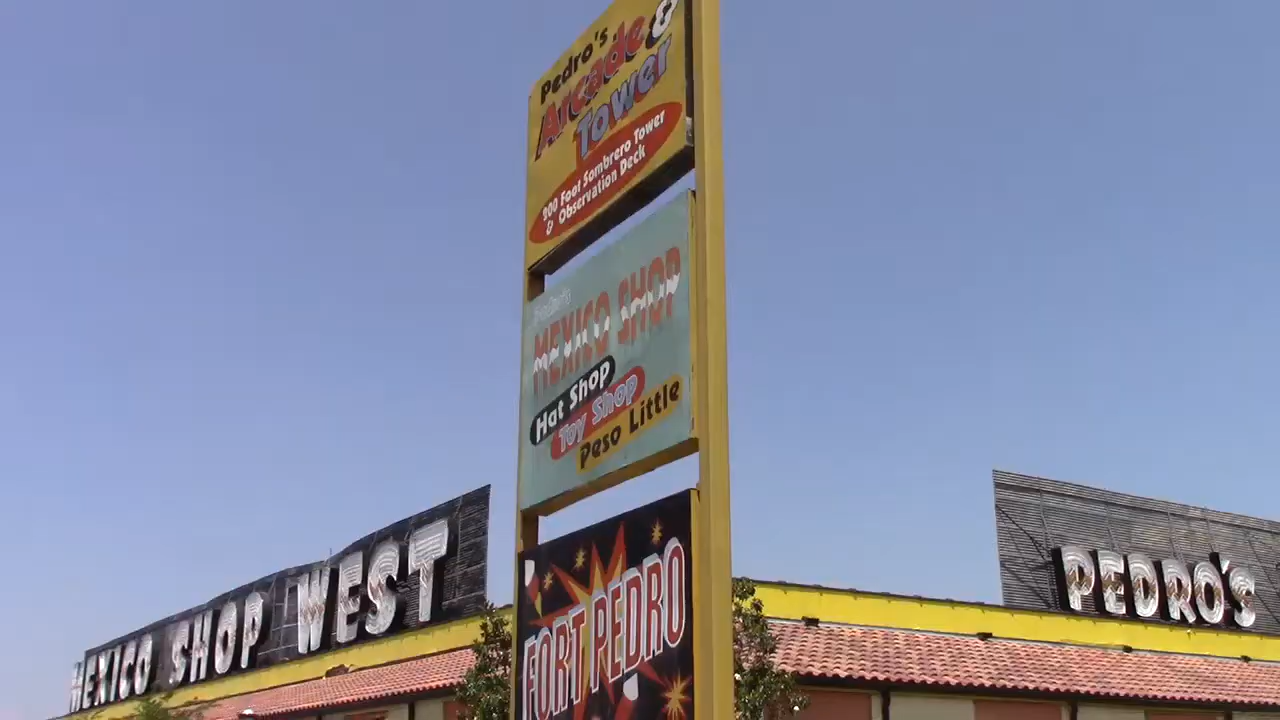 Pedro's
Arcade &
Tower
200 Foot Sombrero Tower
& Observation Deck
Pedro's
MEXICO SHOP
Hat Shop
Toy Shop
Peso Little
FORT PEDRO
MEXICO SHOP WEST
PEDRO'S